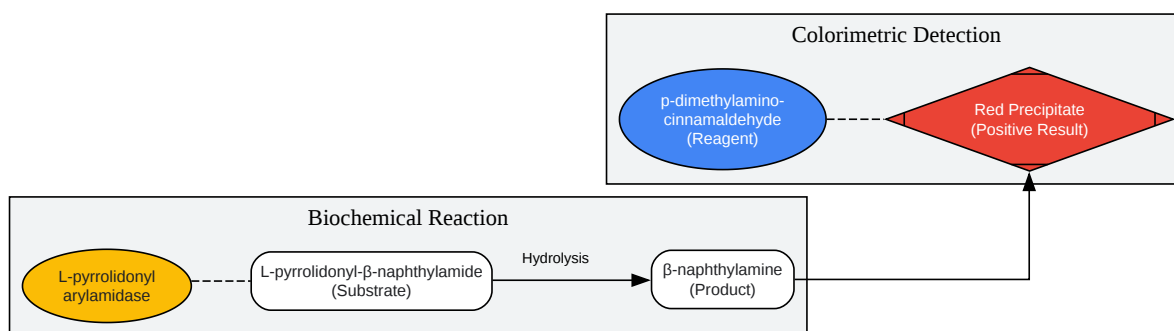 Colorimetric Detection
p-dimethylamino-
cinnamaldehyde
(Reagent)
Red Precipitate
(Positive Result)
Biochemical Reaction
L-pyrrolidonyl
arylamidase
L-pyrrolidonyl-β-naphthylamide
(Substrate)
Hydrolysis
β-naphthylamine
(Product)